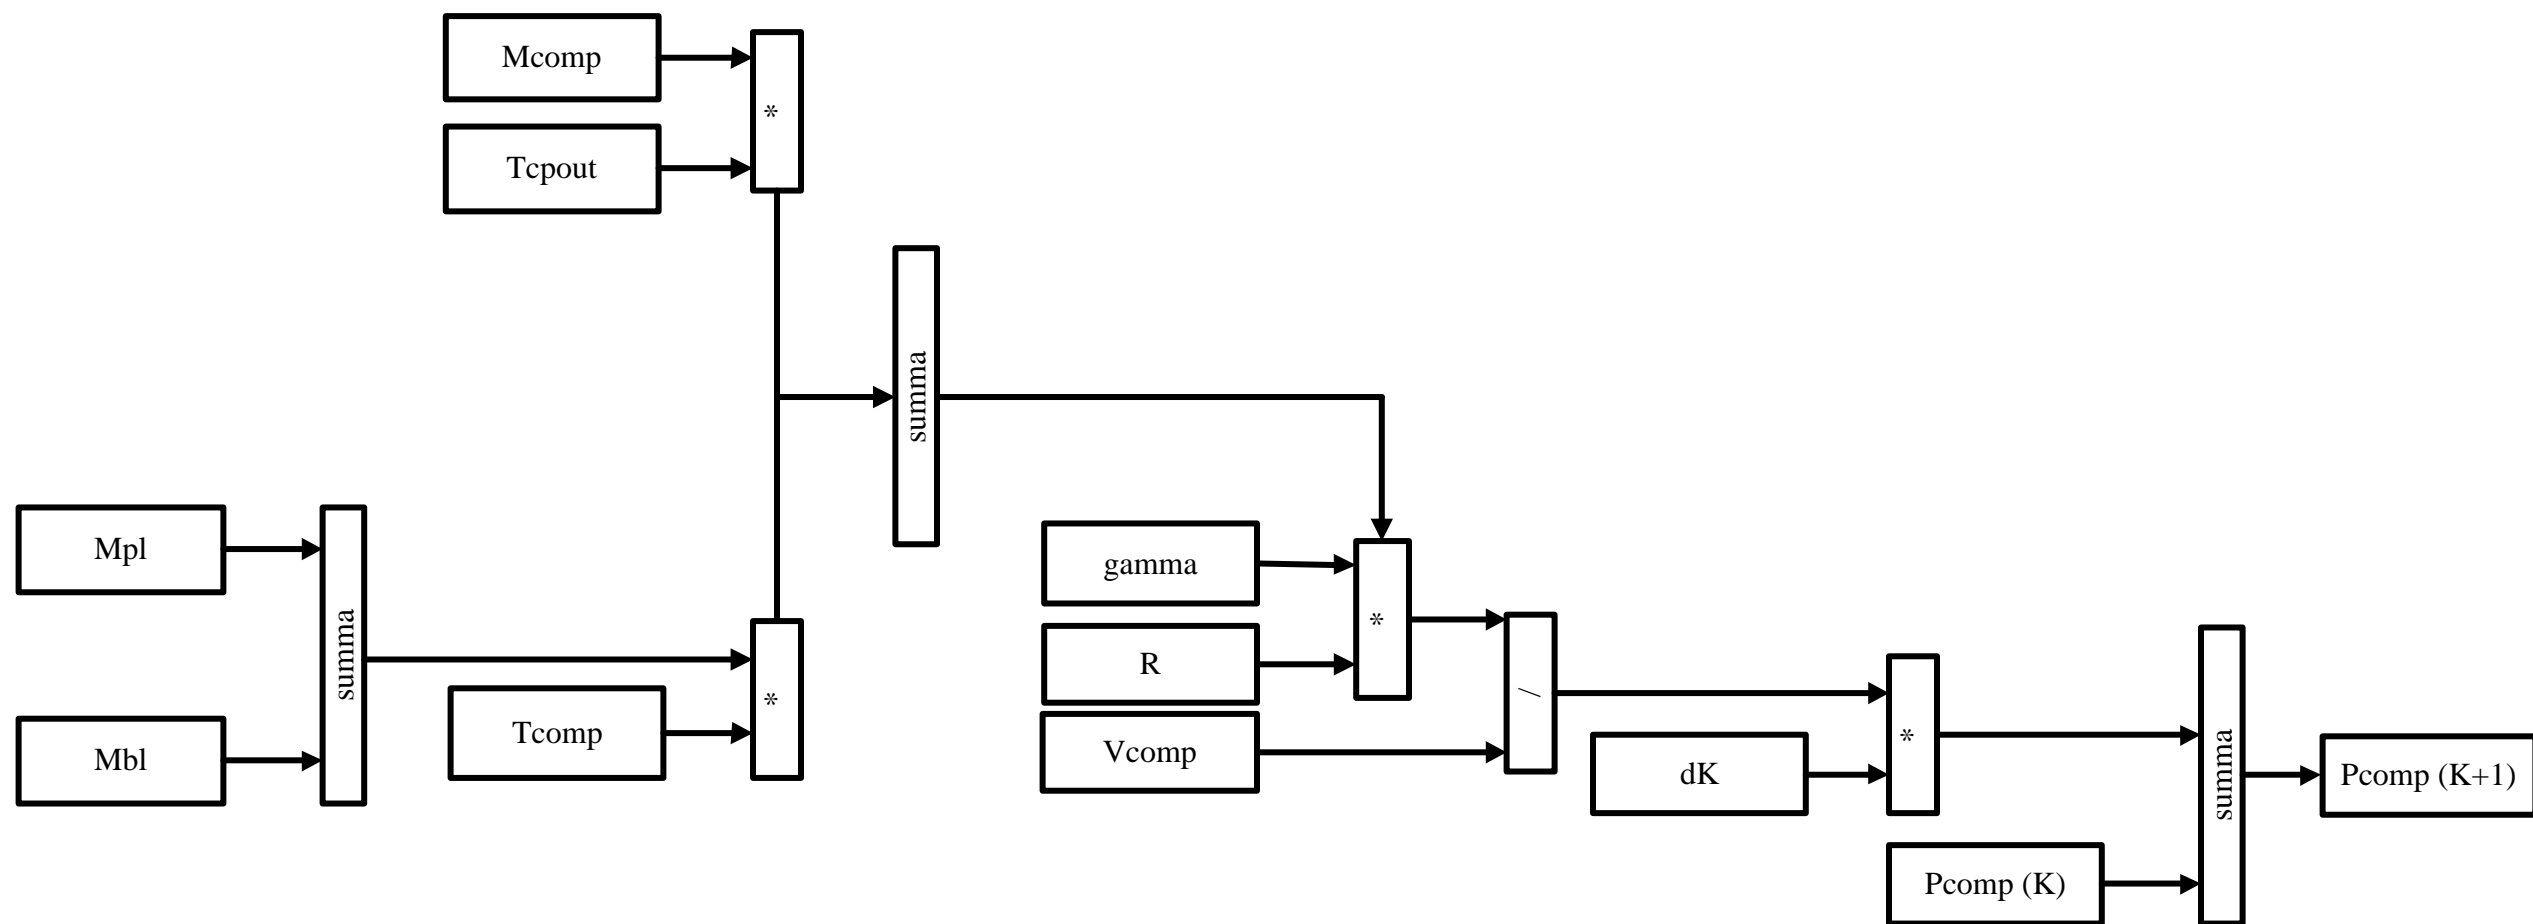 Mcomp
*
Tcpout
summa
Mpl
summa
Mbl
Tcomp
*
gamma
*
R
Vcomp
/
dK
*
summa
Pcomp (K+1)
Pcomp (K)